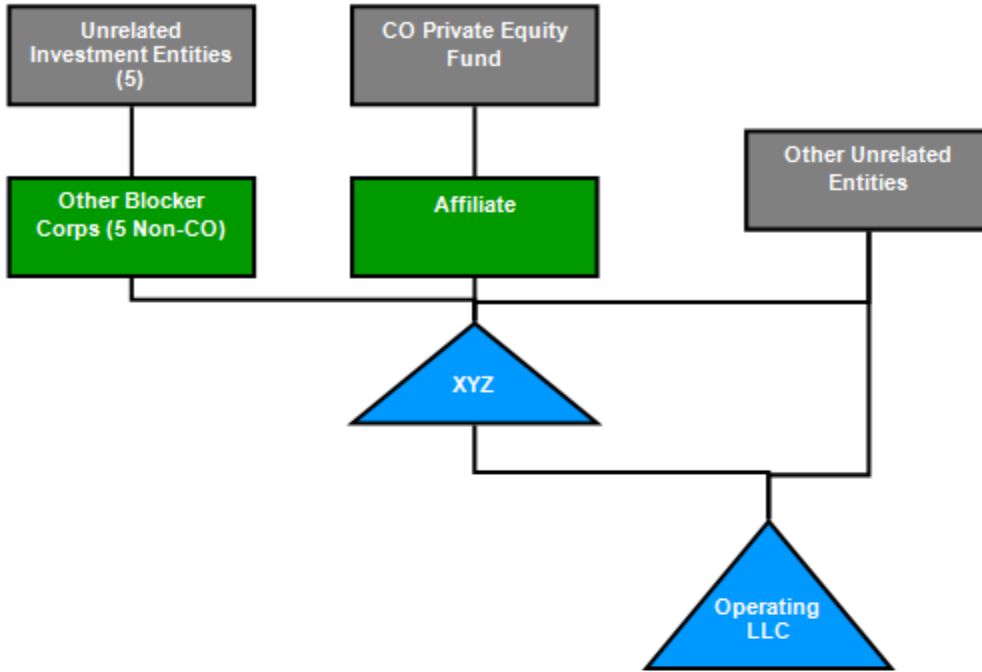 Unrelated
Investment Entities
(5)
CO Private Equity
Fund
Other Unrelated
Entities
Other Blocker
Corps (5 Non-CO)
Affiliate
XYZ
Operating
LLC